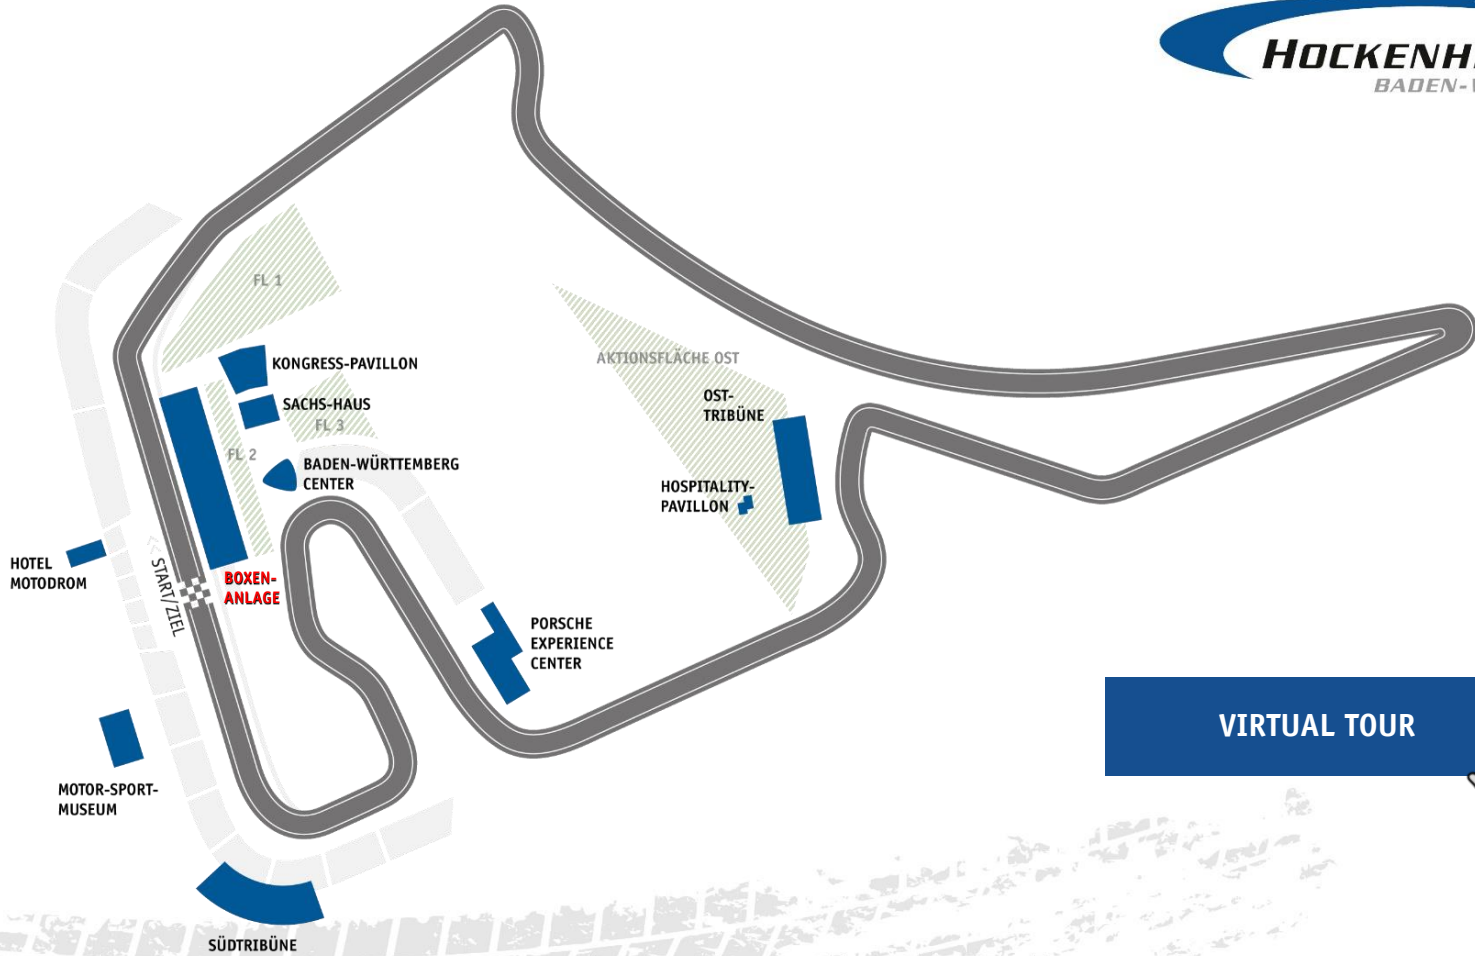 HOCKENH
BADEN-
FL 1
KONGRESS-PAVILLON
SACHS-HAUS
FL 3
FL 2
BADEN-WÜRTTEMBERG
CENTER
AKTIONSFLÄCHE OST
OST-
TRIBÜNE
HOSPITALITY-
PAVILLON
HOTEL
MOTODROM
<< START/ZIEL
BOXEN-
ANLAGE
PORSCHE
EXPERIENCE
CENTER
VIRTUAL TOUR
MOTOR-SPORT-
MUSEUM
SÜDTRIBÜNE